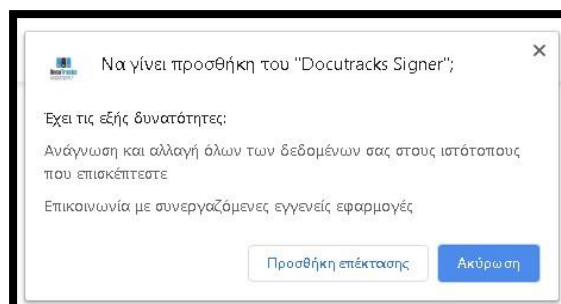 Να γίνει προσθήκη του "Docutracks Signer";
Έχει τις εξής δυνατότητες:
Ανάγνωση και αλλαγή όλων των δεδομένων σας στους ιστότοπους
που επισκέπτεστε
Επικοινωνία με συνεργαζόμενες εγγενείς εφαρμογές
Προσθήκη επέκτασης
Ακύρωση